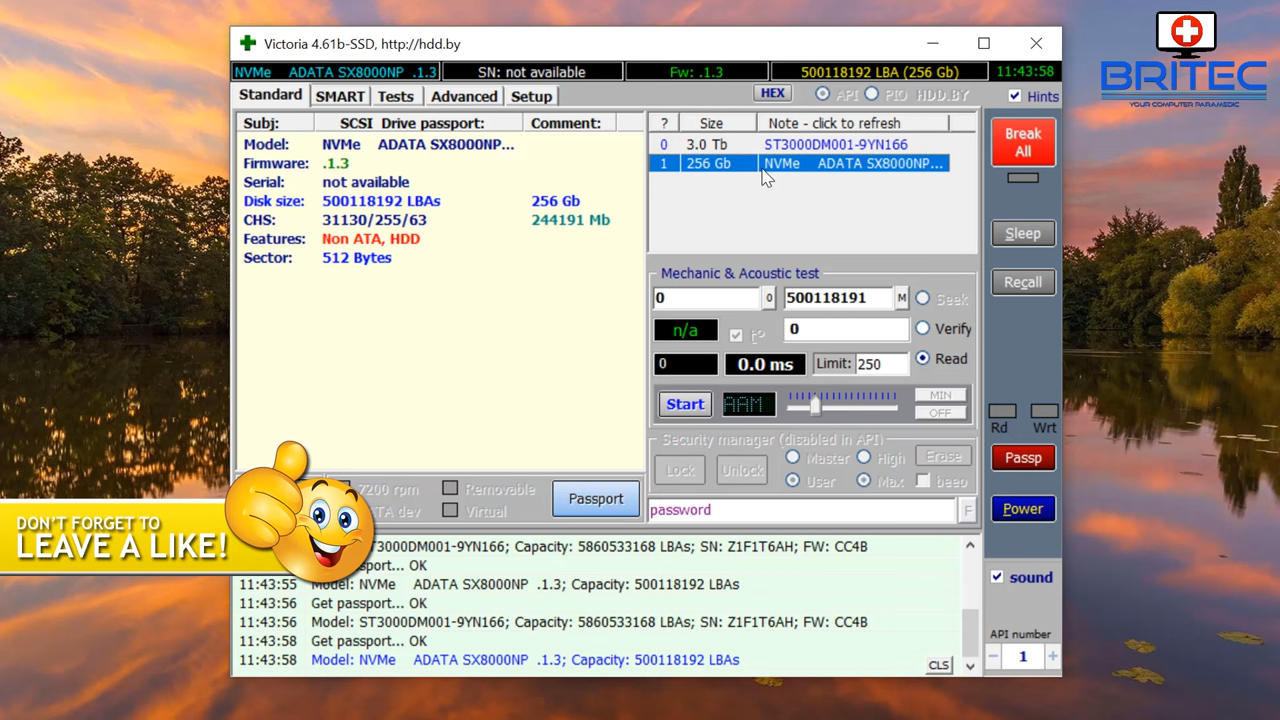 Victoria 4.61b-SSD, http://hdd.by
BRITEC
YOUR COMPUTER PARAMEDIC
NVMe ADATA SX8000NP .1.3 SN: not available Fw: .1.3 500118192 LBA (256 Gb) 11:43:58
Standard SMART Tests Advanced Setup HEX API PIO HDD.BY Hints
Subj: SCSI Drive passport: Comment:
Model: NVMe ADATA SX8000NP...
Firmware: .1.3
Serial: not available
Disk size: 500118192 LBAs 256 Gb
CHS: 31130/255/63 244191 Mb
Features: Non ATA, HDD
Sector: 512 Bytes
? Size Note - click to refresh
0 3.0 Tb ST3000DM001-9YN166
1 256 Gb NVMe ADATA SX8000NP...
Break All
Sleep
Recall
Mechanic & Acoustic test
0 0 500118191 M Seek
n/a t° 0 Verify
0 0.0 ms Limit: 250 Read
Start AAM MIN
OFF
Rd Wrt
Security manager (disabled in API)
Lock Unlock Master High Erase
User Max beep
password F
Passp
Power
7200 rpm Removable Passport
ATA dev Virtual
DON'T FORGET TO
LEAVE A LIKE!
T3000DM001-9YN166; Capacity: 5860533168 LBAs; SN: Z1F1T6AH; FW: CC4B
sport... OK
11:43:55 Model: NVMe ADATA SX8000NP .1.3; Capacity: 500118192 LBAs
11:43:56 Get passport... OK
11:43:56 Model: ST3000DM001-9YN166; Capacity: 5860533168 LBAs; SN: Z1F1T6AH; FW: CC4B
11:43:58 Get passport... OK
11:43:58 Model: NVMe ADATA SX8000NP .1.3; Capacity: 500118192 LBAs
CLS
sound
API number
1